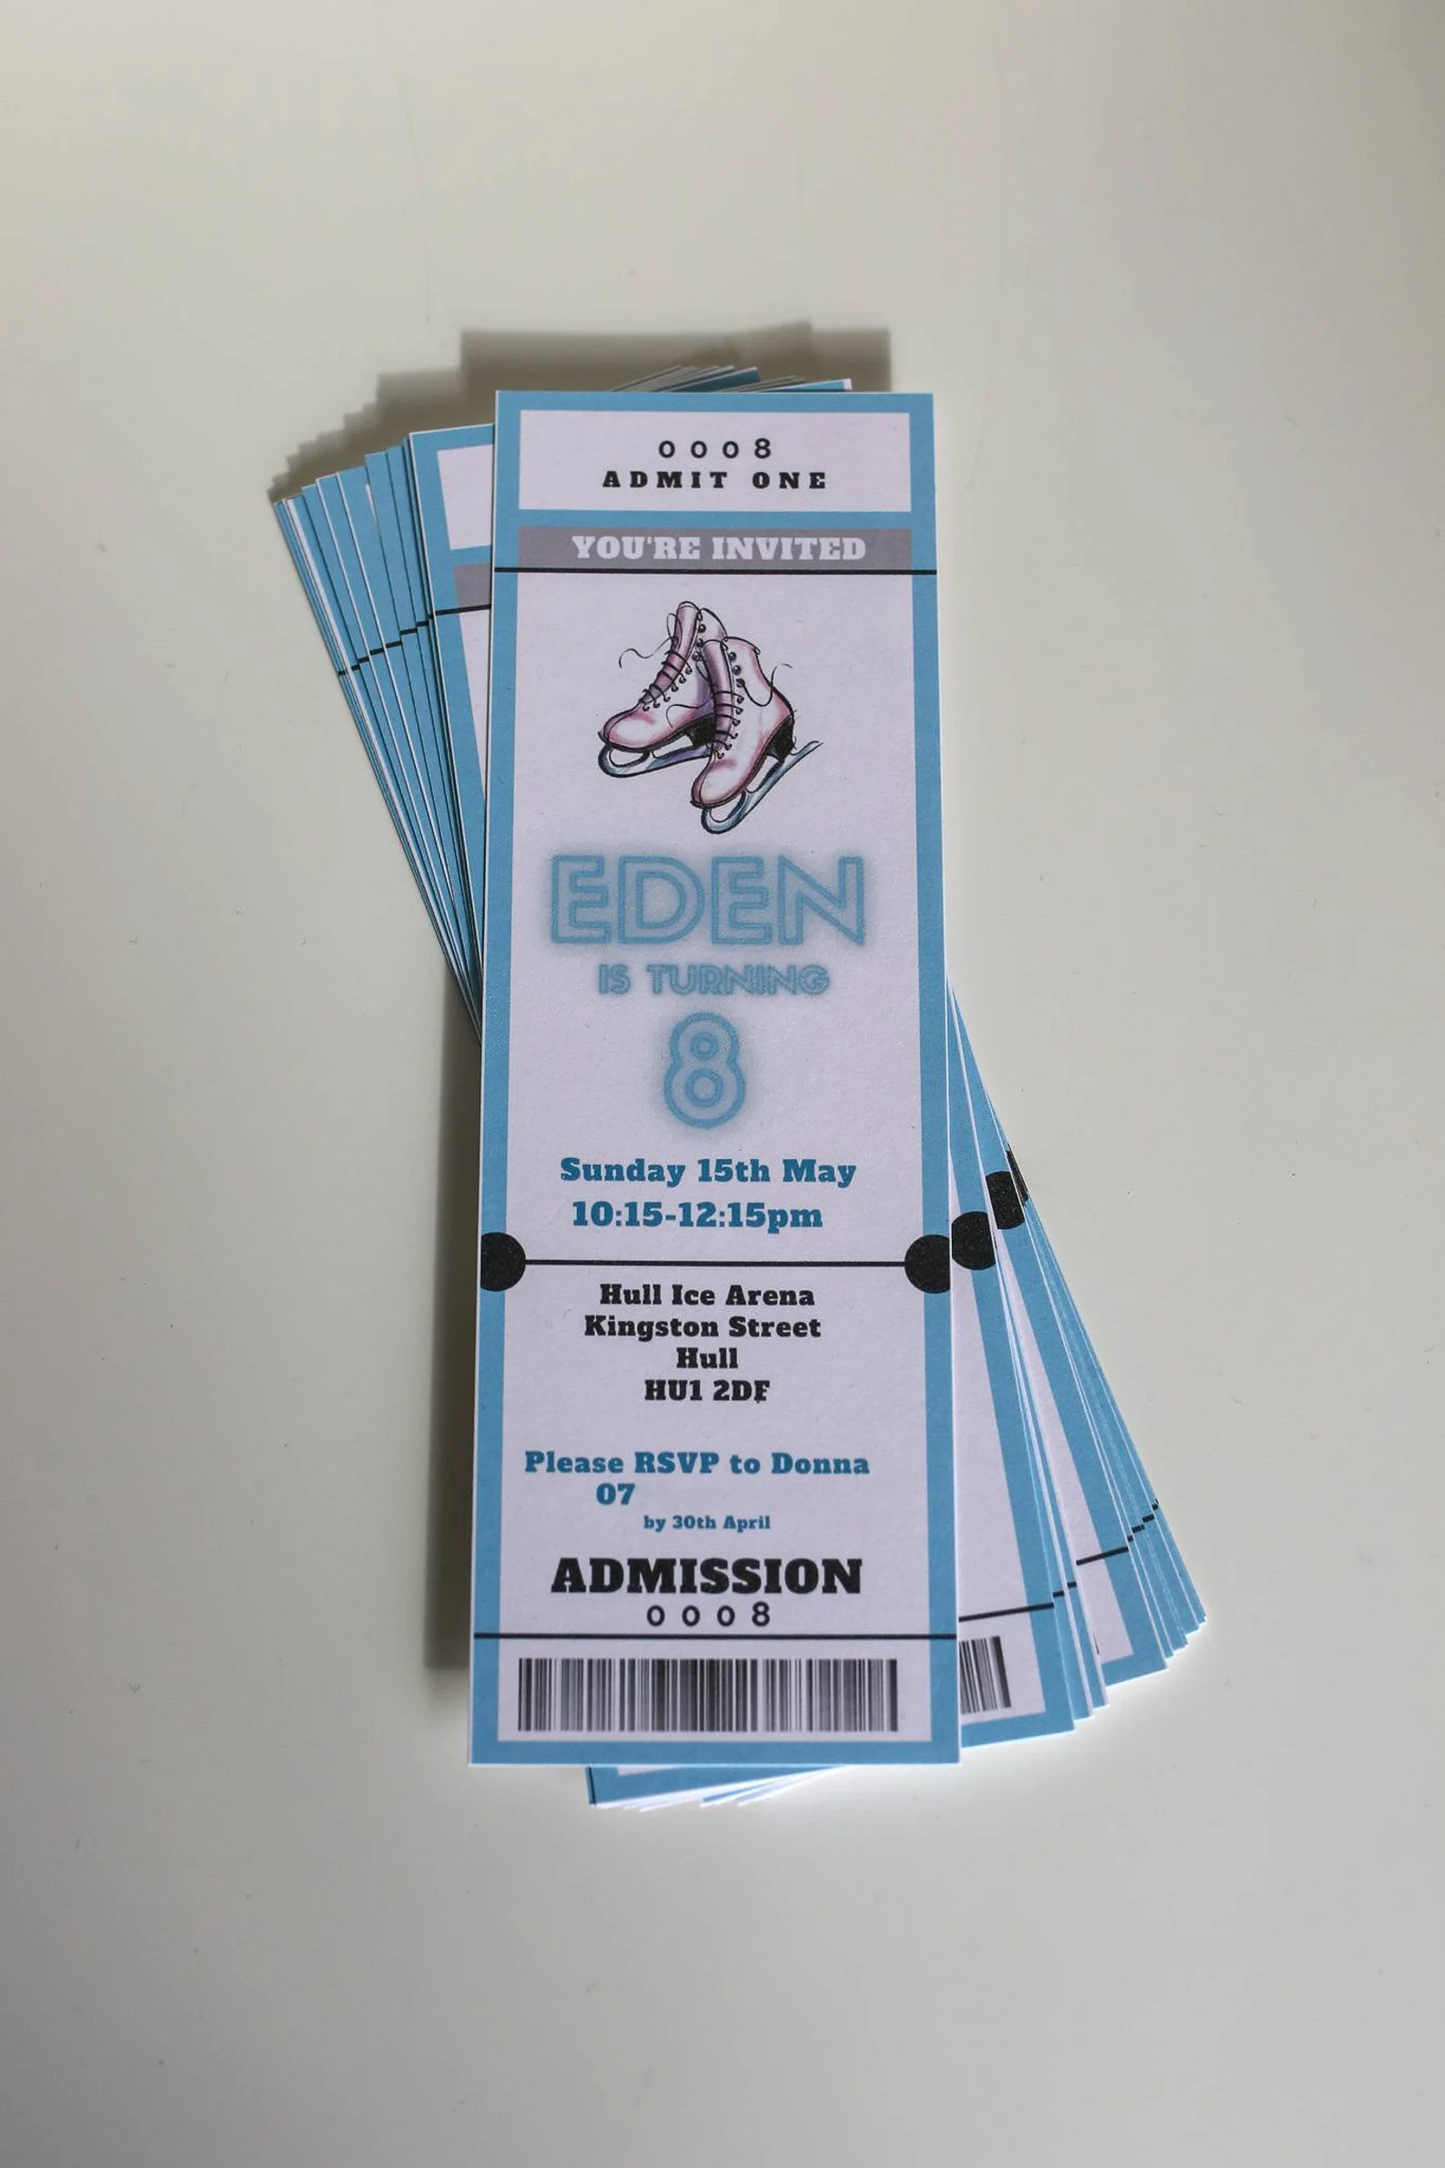 0008
ADMIT ONE
YOU'RE INVITED
EDEN
IS TURNING
8
Sunday 15th May
10:15-12:15pm
Hull Ice Arena
Kingston Street
Hull
HU1 2DF
Please RSVP to Donna
07
by 30th April
ADMISSION
0008